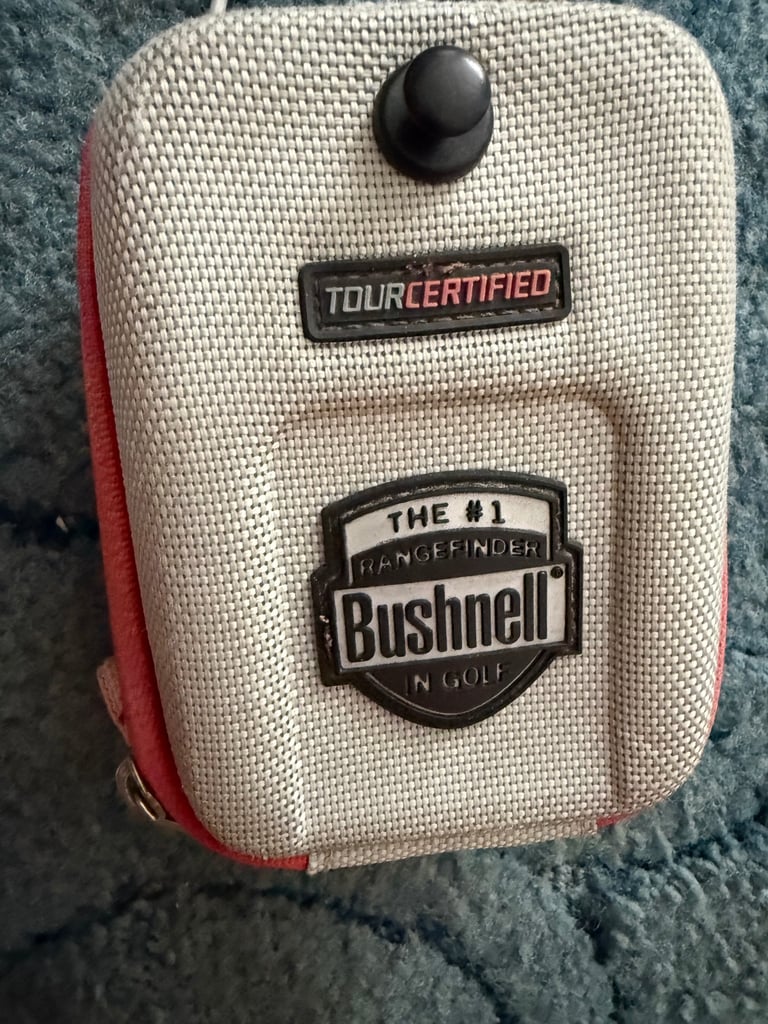 TOURCERTIFIED
THE #1
RANGEFINDER
Bushnell®
IN GOLF